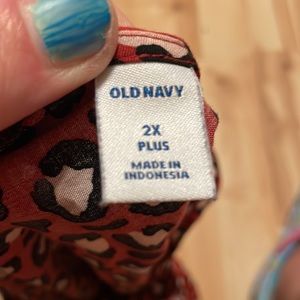 OLD NAVY
2X
PLUS
MADE IN
INDONESIA